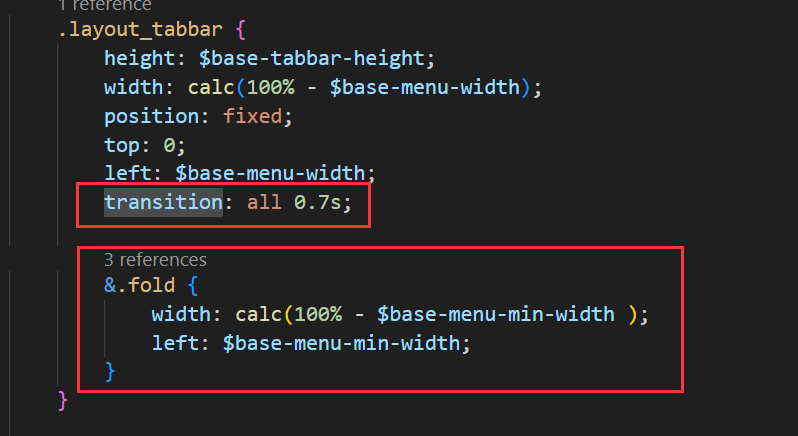 1 reference
.layout_tabbar {
height: $base-tabbar-height;
width: calc(100% - $base-menu-width);
position: fixed;
top: 0;
left: $base-menu-width;
transition: all 0.7s;
3 references
&.fold {
width: calc(100% - $base-menu-min-width );
left: $base-menu-min-width;
}
}